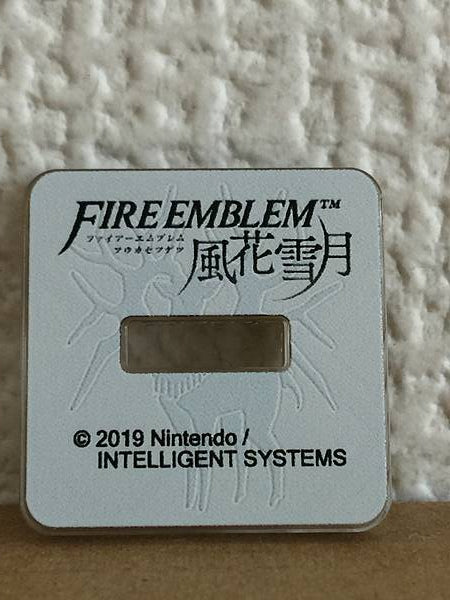 FIRE EMBLEM™
ファイアーエムブレム
フウカセツゲツ
風花雪月
© 2019 Nintendo /
INTELLIGENT SYSTEMS